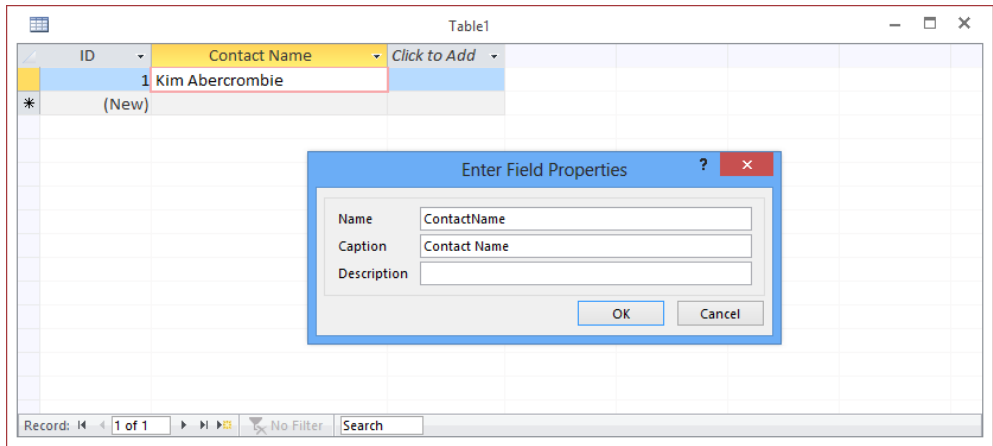 Table1
ID Contact Name Click to Add
1 Kim Abercrombie
(New)
Enter Field Properties ?
Name ContactName
Caption Contact Name
Description
OK Cancel
Record: 1 of 1 No Filter Search